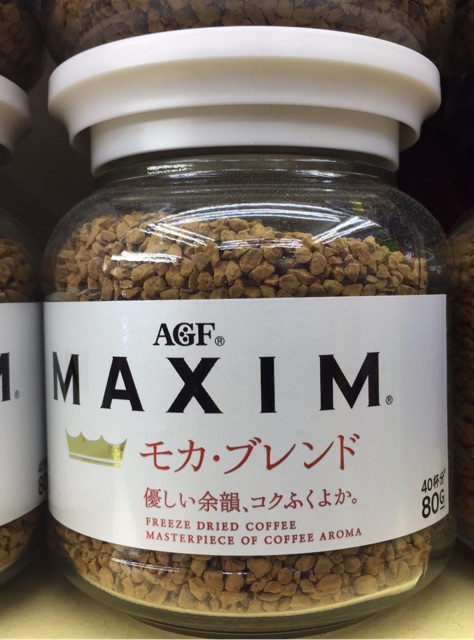 AGF®
MAXIM®
モカ・ブレンド
優しい余韻、コクふくよか。
FREEZE DRIED COFFEE
MASTERPIECE OF COFFEE AROMA
40杯分
80G
M.